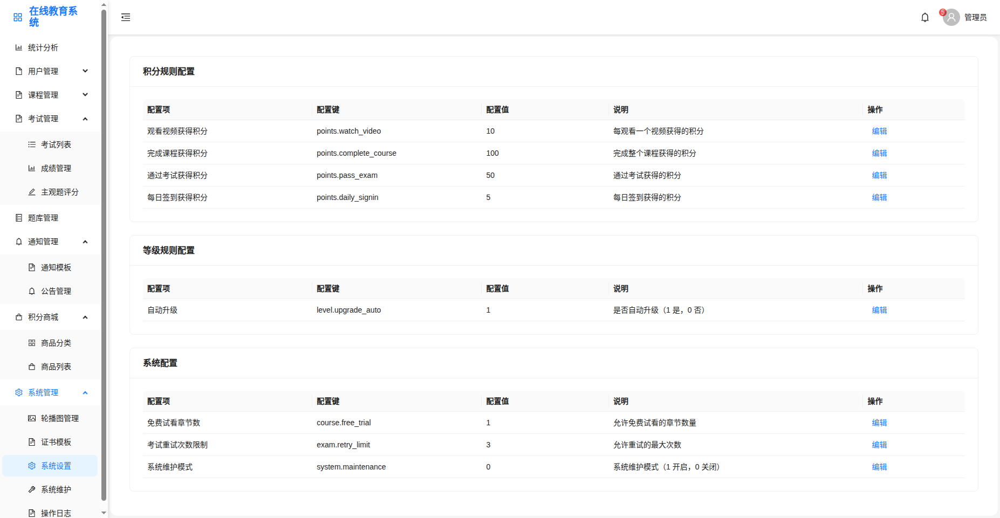 在线教育系
统
5
管理员
统计分析
用户管理
课程管理
考试管理
考试列表
成绩管理
主观题评分
题库管理
通知管理
通知模板
公告管理
积分商城
商品分类
商品列表
系统管理
轮播图管理
证书模板
系统设置
系统维护
操作日志
积分规则配置
配置项 配置键 配置值 说明 操作
观看视频获得积分 points.watch_video 10 每观看一个视频获得的积分 编辑
完成课程获得积分 points.complete_course 100 完成整个课程获得的积分 编辑
通过考试获得积分 points.pass_exam 50 通过考试获得的积分 编辑
每日签到获得积分 points.daily_signin 5 每日签到获得的积分 编辑
等级规则配置
配置项 配置键 配置值 说明 操作
自动升级 level.upgrade_auto 1 是否自动升级（1 是，0 否） 编辑
系统配置
配置项 配置键 配置值 说明 操作
免费试看章节数 course.free_trial 1 允许免费试看的章节数量 编辑
考试重试次数限制 exam.retry_limit 3 允许重试的最大次数 编辑
系统维护模式 system.maintenance 0 系统维护模式（1 开启，0 关闭） 编辑